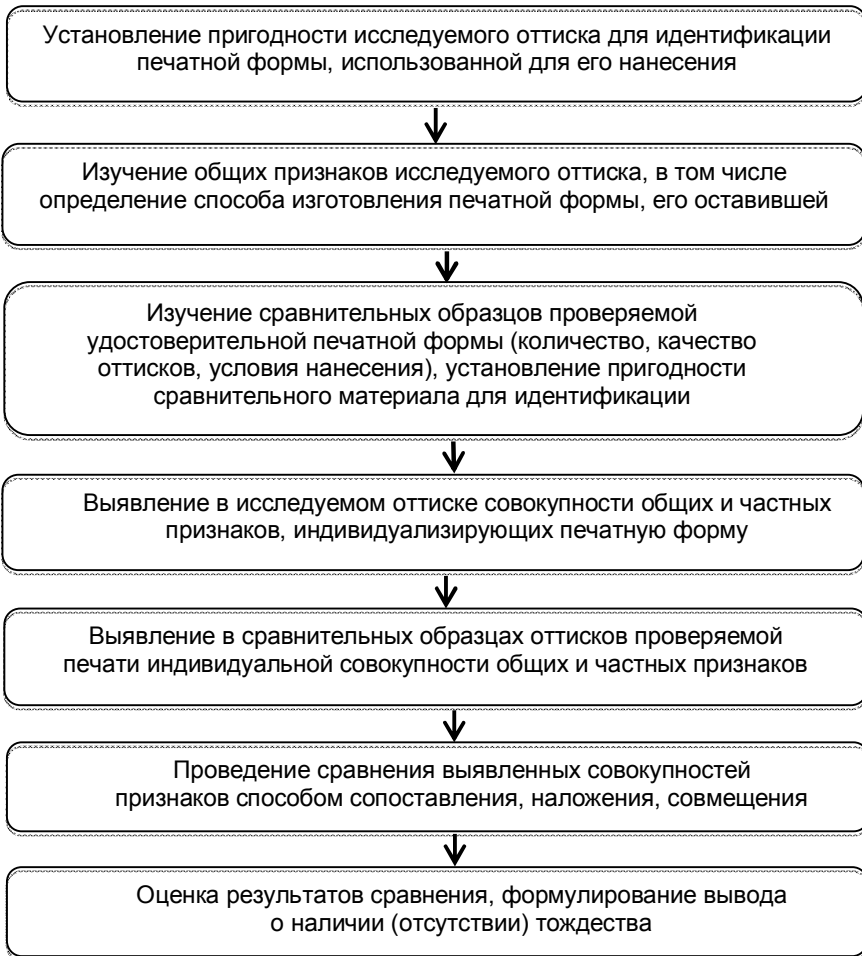 Установление пригодности исследуемого оттиска для идентификации
печатной формы, использованной для его нанесения
Изучение общих признаков исследуемого оттиска, в том числе
определение способа изготовления печатной формы, его оставившей
Изучение сравнительных образцов проверяемой
удостоверительной печатной формы (количество, качество
оттисков, условия нанесения), установление пригодности
сравнительного материала для идентификации
Выявление в исследуемом оттиске совокупности общих и частных
признаков, индивидуализирующих печатную форму
Выявление в сравнительных образцах оттисков проверяемой
печати индивидуальной совокупности общих и частных признаков
Проведение сравнения выявленных совокупностей
признаков способом сопоставления, наложения, совмещения
Оценка результатов сравнения, формулирование вывода
о наличии (отсутствии) тождества